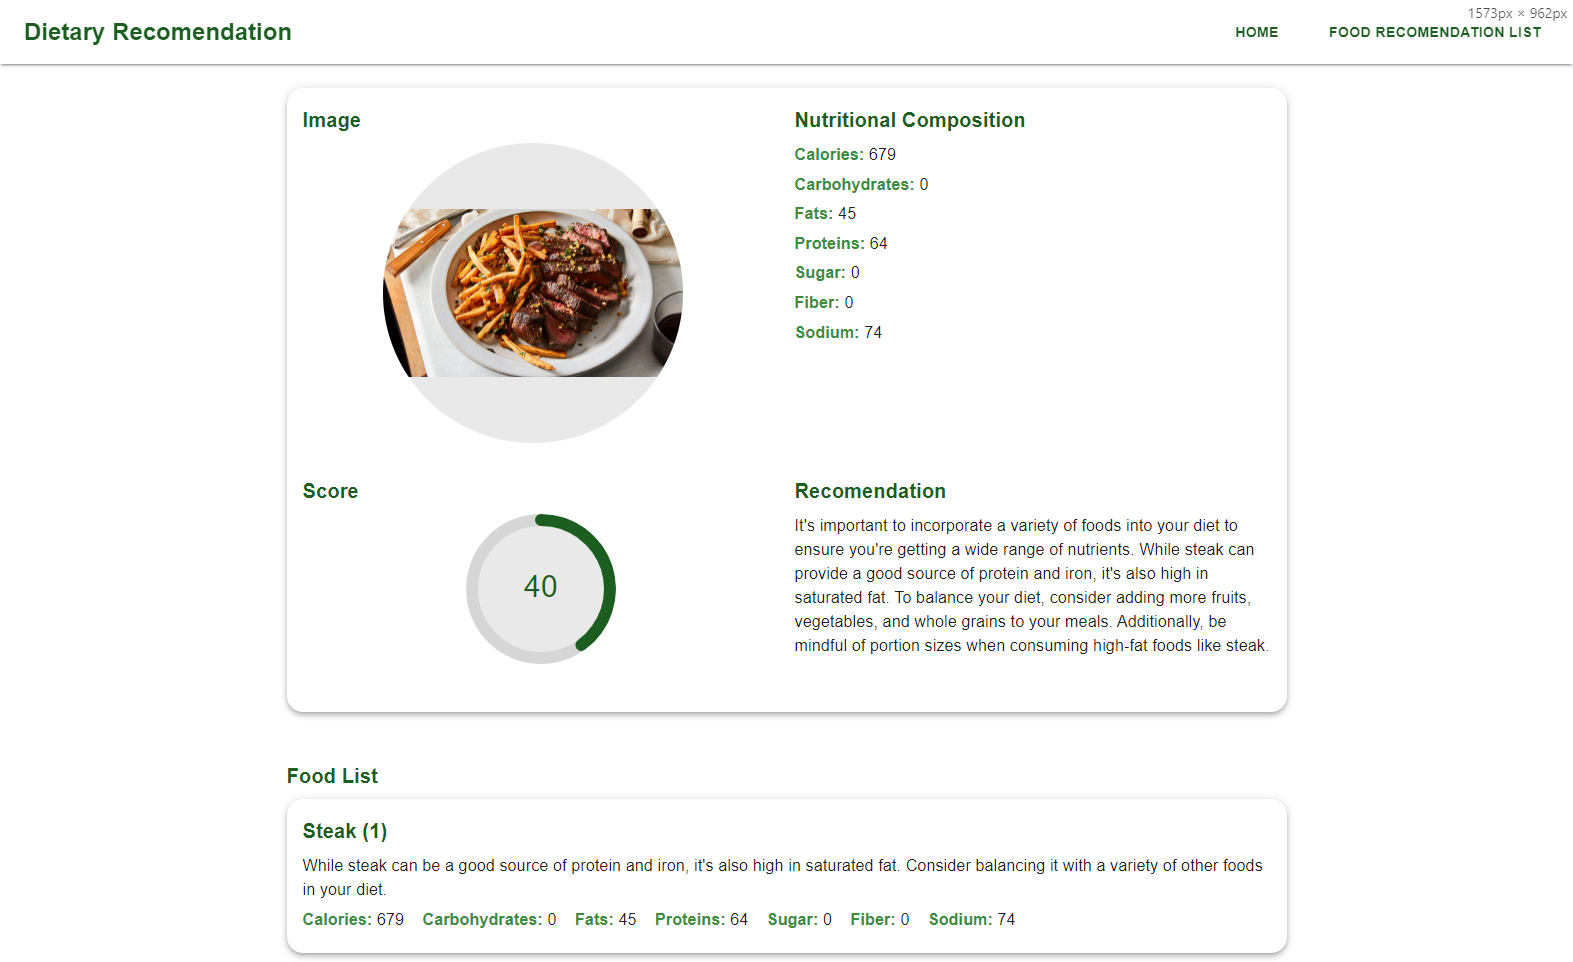 Dietary Recomendation
HOME
FOOD RECOMENDATION LIST
1573px × 962px
Image
Nutritional Composition
Calories: 679
Carbohydrates: 0
Fats: 45
Proteins: 64
Sugar: 0
Fiber: 0
Sodium: 74
Score
40
Recomendation
It's important to incorporate a variety of foods into your diet to
ensure you're getting a wide range of nutrients. While steak can
provide a good source of protein and iron, it's also high in
saturated fat. To balance your diet, consider adding more fruits,
vegetables, and whole grains to your meals. Additionally, be
mindful of portion sizes when consuming high-fat foods like steak.
Food List
Steak (1)
While steak can be a good source of protein and iron, it's also high in saturated fat. Consider balancing it with a variety of other foods
in your diet.
Calories: 679 Carbohydrates: 0 Fats: 45 Proteins: 64 Sugar: 0 Fiber: 0 Sodium: 74